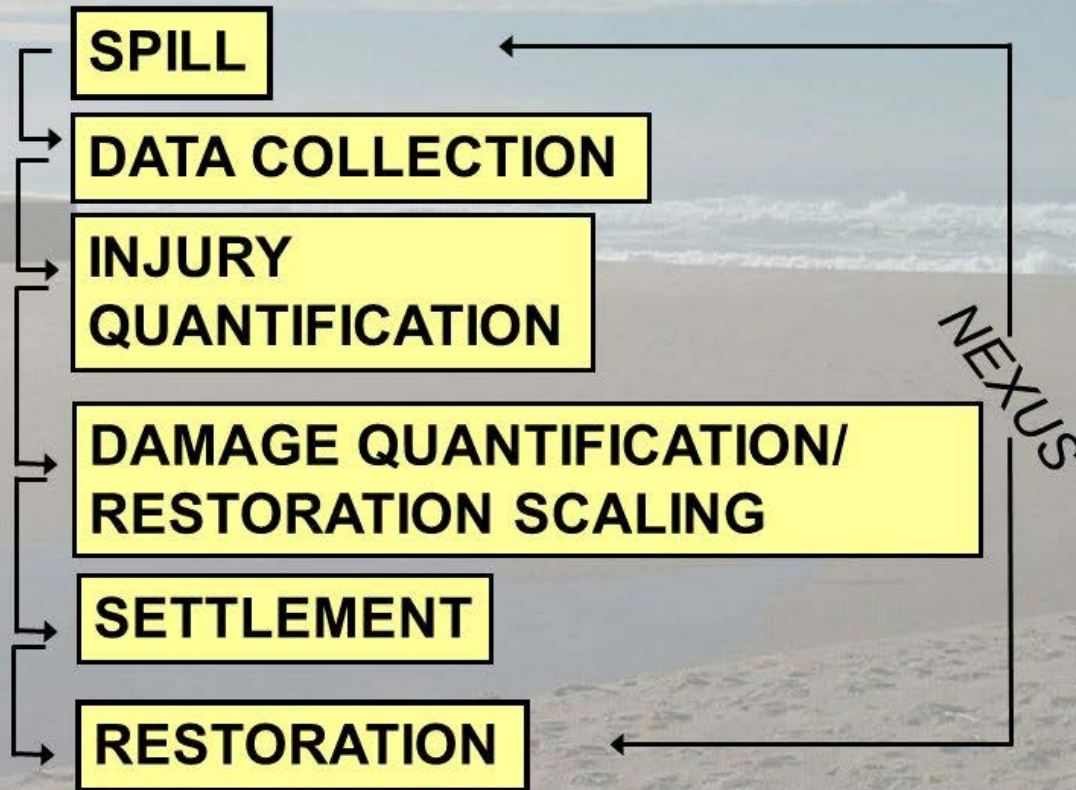 SPILL
DATA COLLECTION
INJURY
QUANTIFICATION
DAMAGE QUANTIFICATION/
RESTORATION SCALING
NEXUS
SETTLEMENT
RESTORATION